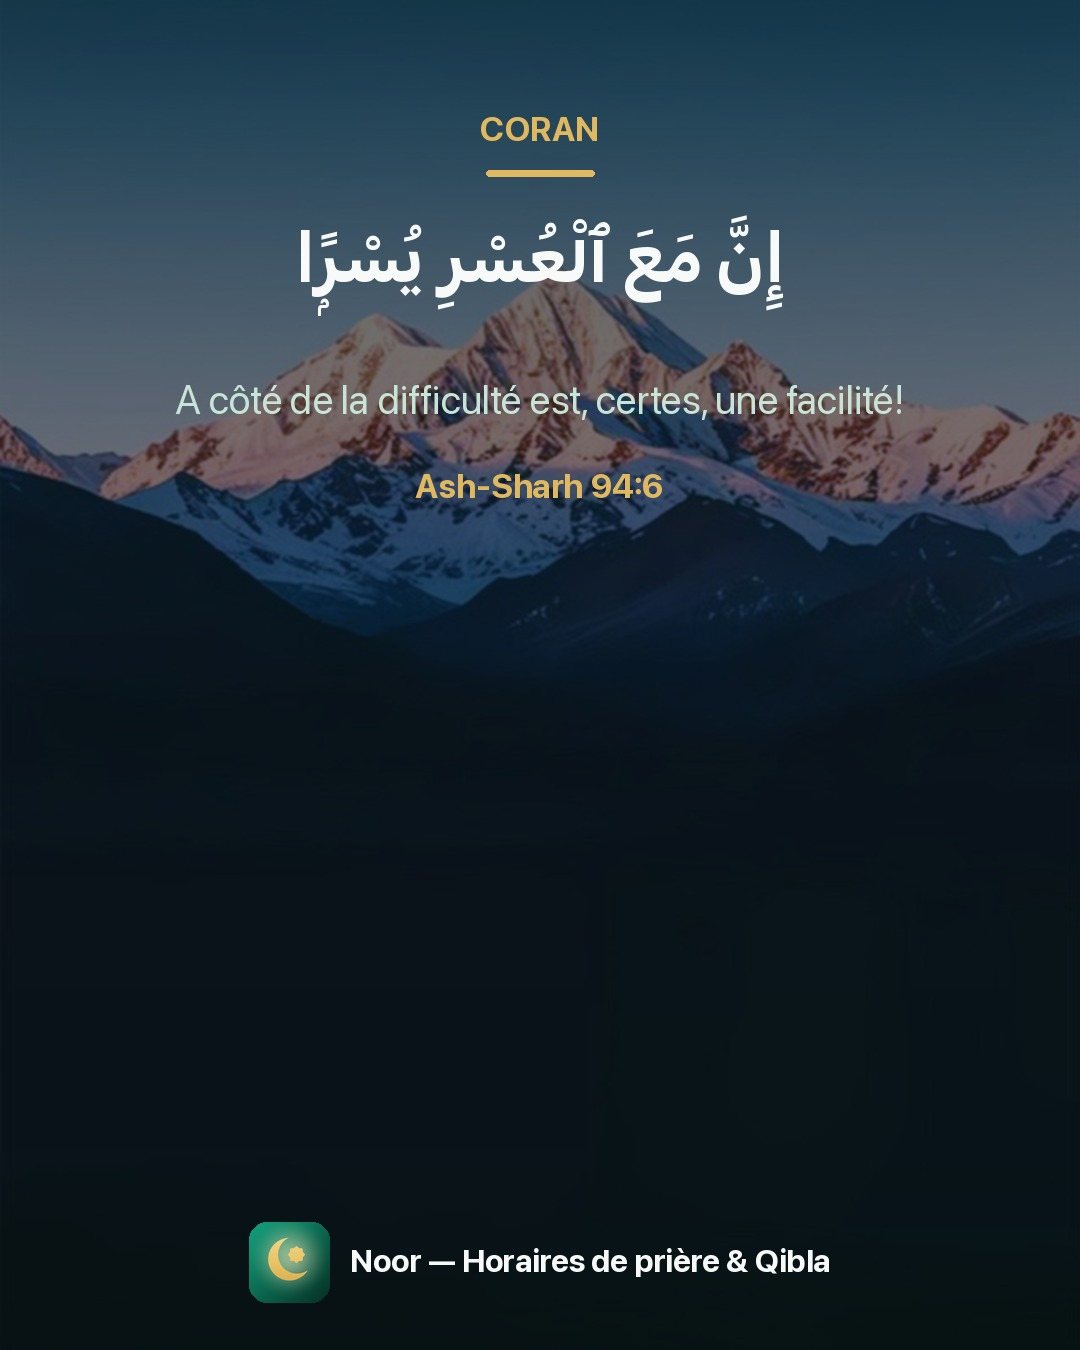 CORAN
إِنَّ مَعَ ٱلْعُسْرِ يُسْرًۭا
A côté de la difficulté est, certes, une facilité!
Ash-Sharh 94:6
Noor — Horaires de prière & Qibla